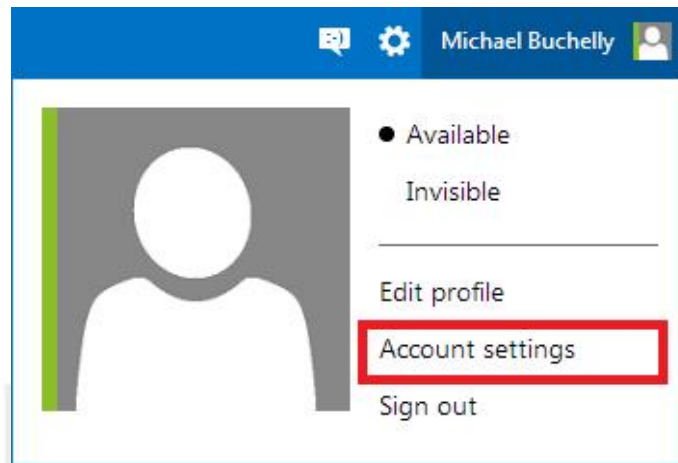 Michael Buchelly
Available
Invisible
Edit profile
Account settings
Sign out